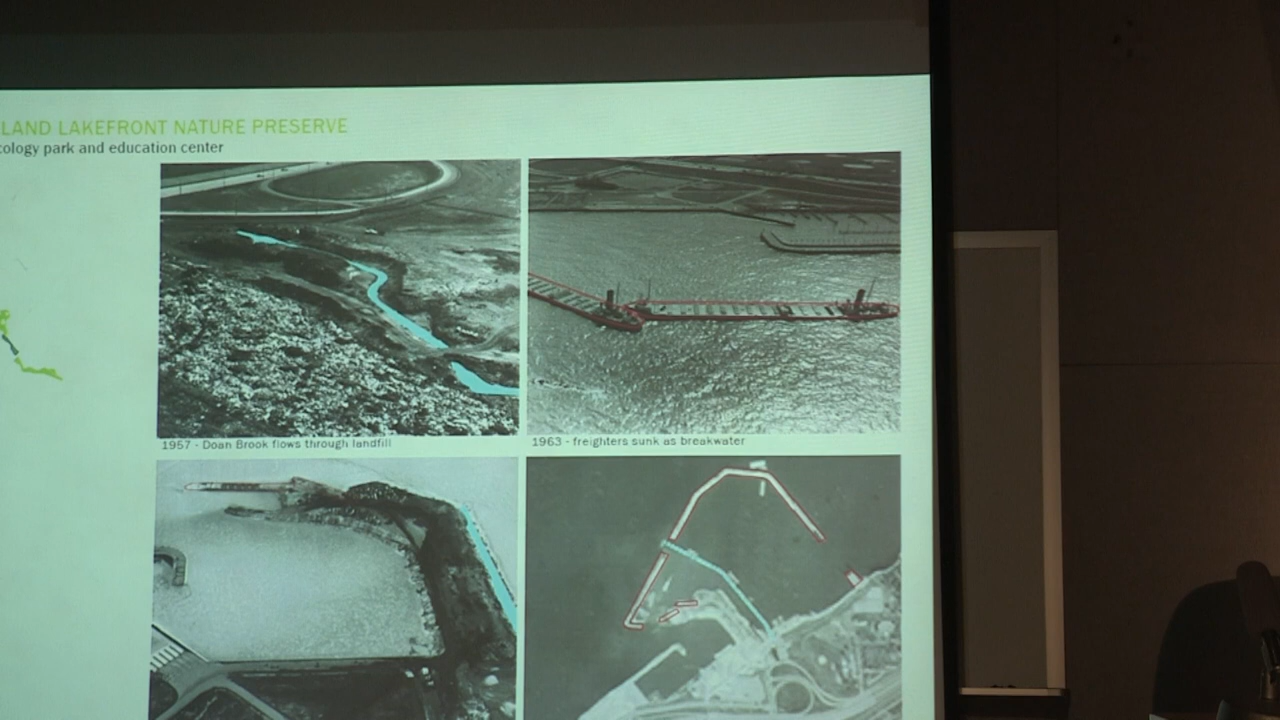 LAND LAKEFRONT NATURE PRESERVE
cology park and education center
1957 - Doan Brook flows through landfill
1963 - freighters sunk as breakwater